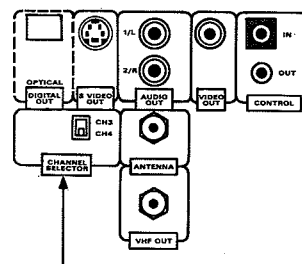 1/L
IN
2/R
OUT
OPTICAL
DIGITAL OUT
S VIDEO OUT
AUDIO OUT
VIDEO OUT
CONTROL
CH3
CH4
CHANNEL SELECTOR
ANTENNA
VHF OUT